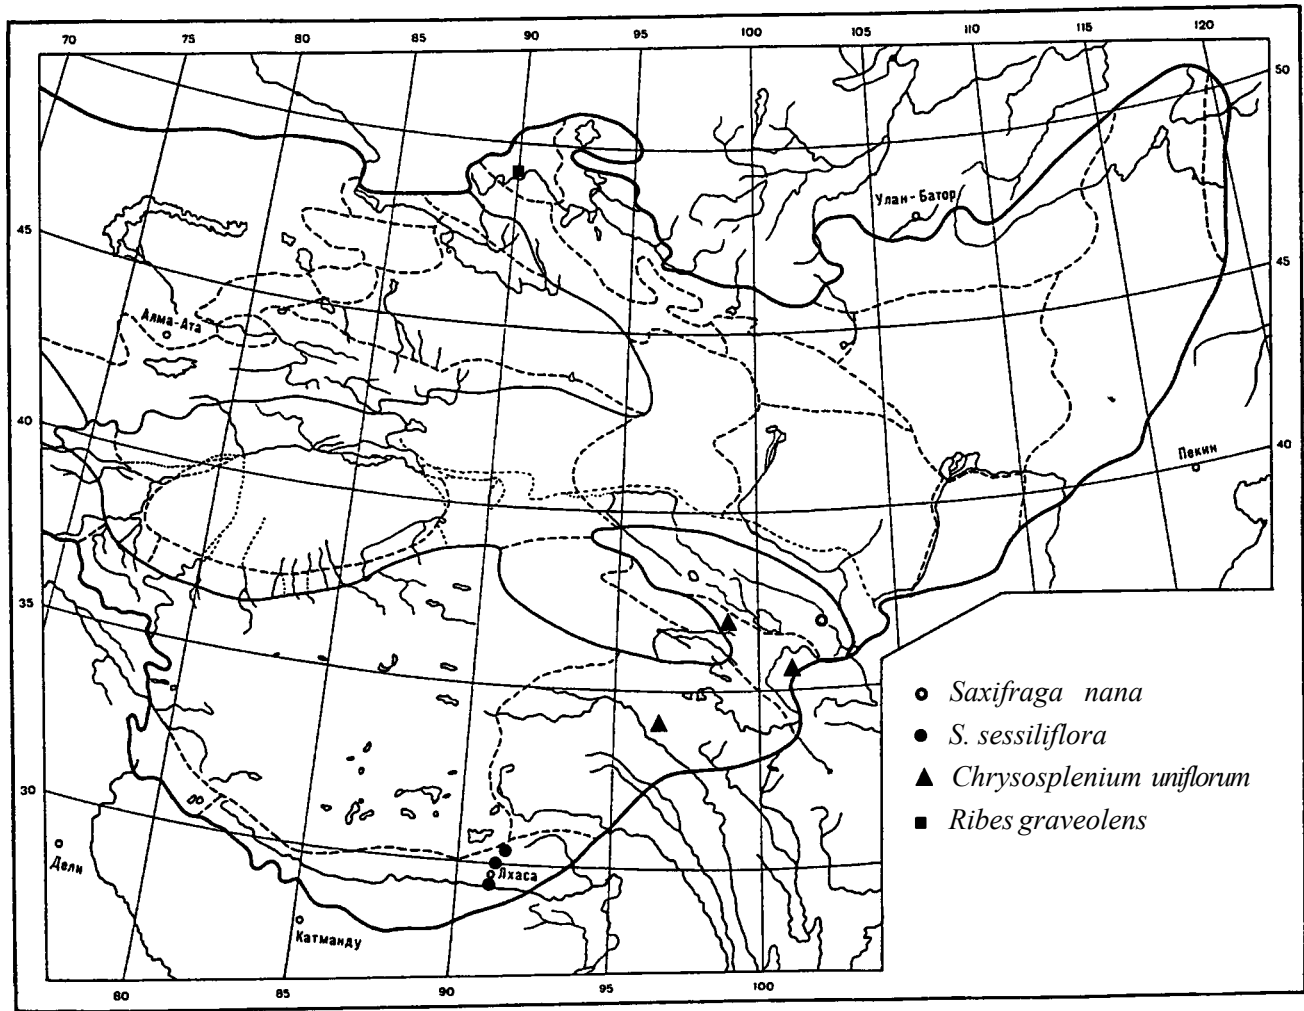 70 75 80 85 90 95 100 105 110 115 120
50
45
45
40
40
35
30
Улан-Батор
Алма-Ата
Пекин
Дели
Лхаса
Катманду
Saxifraga nana
S. sessiliflora
Chrysosplenium uniflorum
Ribes graveolens
80 85 90 95 100